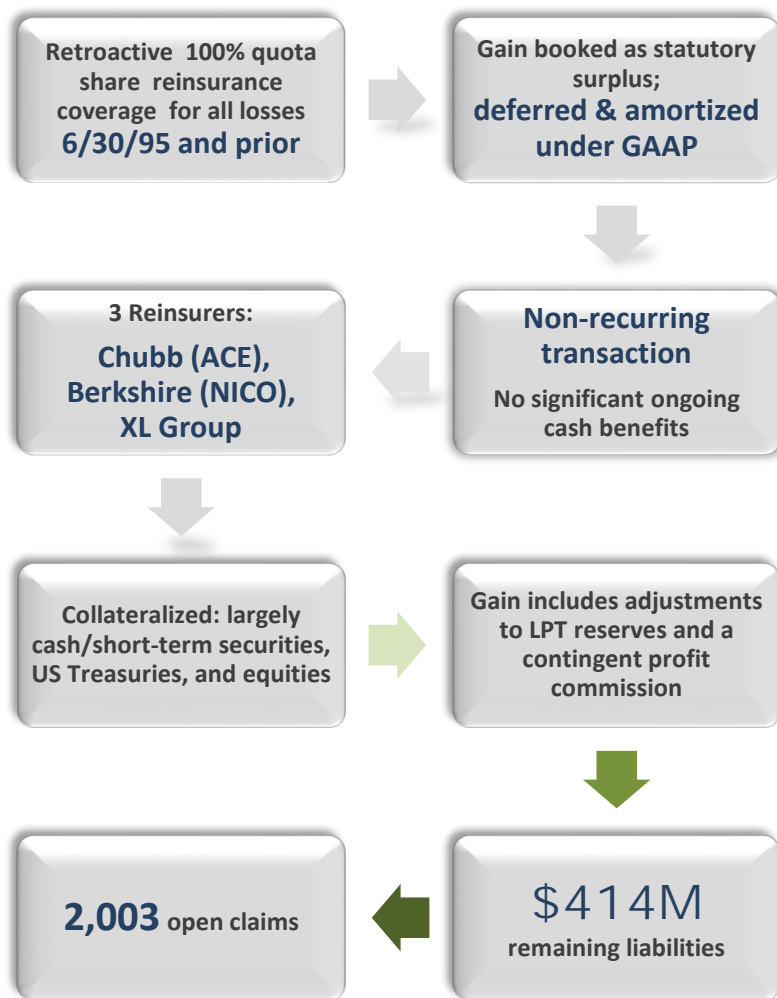 Retroactive 100% quota
share reinsurance
coverage for all losses
6/30/95 and prior
Gain booked as statutory
surplus;
deferred & amortized
under GAAP
Non-recurring
transaction
No significant ongoing
cash benefits
3 Reinsurers:
Chubb (ACE),
Berkshire (NICO),
XL Group
Collateralized: largely
cash/short-term securities,
US Treasuries, and equities
Gain includes adjustments
to LPT reserves and a
contingent profit
commission
$414M
remaining liabilities
2,003 open claims